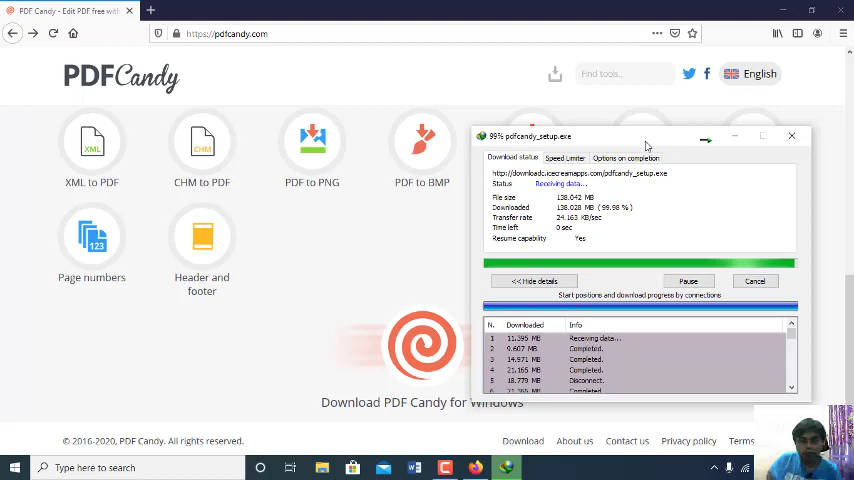 PDF Candy - Edit PDF free with
https://pdfcandy.com
PDFCandy
Find tools..
English
XML
CHM
XML to PDF
CHM to PDF
PDF to PNG
PDF to BMP
123
Page numbers
Header and
footer
99% pdfcandy_setup.exe
Download status
Speed Limiter
Options on completion
http://downloadc.icecreamapps.com/pdfcandy_setup.exe
Status Receiving data...
File size 138.042 MB
Downloaded 138.028 MB (99.98 %)
Transfer rate 24.163 KB/sec
Time left 0 sec
Resume capability Yes
<< Hide details
Pause
Cancel
Start positions and download progress by connections
N. Downloaded Info
1 11.395 MB Receiving data...
2 9.607 MB Completed.
3 14.971 MB Completed.
4 21.165 MB Completed.
5 18.779 MB Disconnect.
6 21.366 MB Completed.
Download PDF Candy for Windows
© 2016-2020, PDF Candy. All rights reserved.
Download About us Contact us Privacy policy Terms
Type here to search